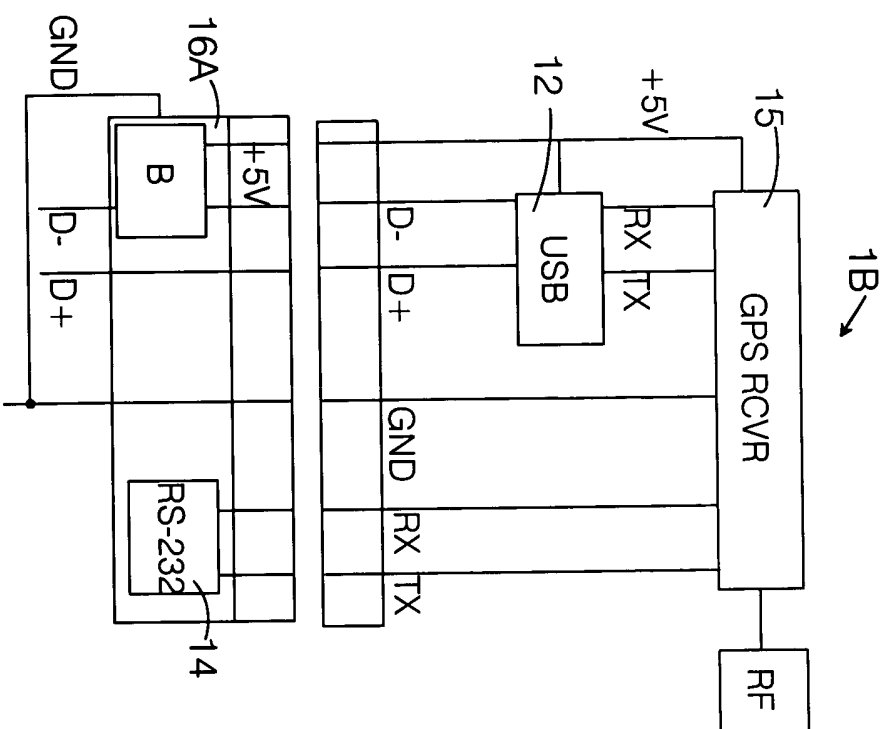 1B
15
GPS RCVR
RF
+5V
RX
TX
12
USB
D-
D+
GND
RX
TX
16A
+5V
B
RS-232
14
GND
D-
D+